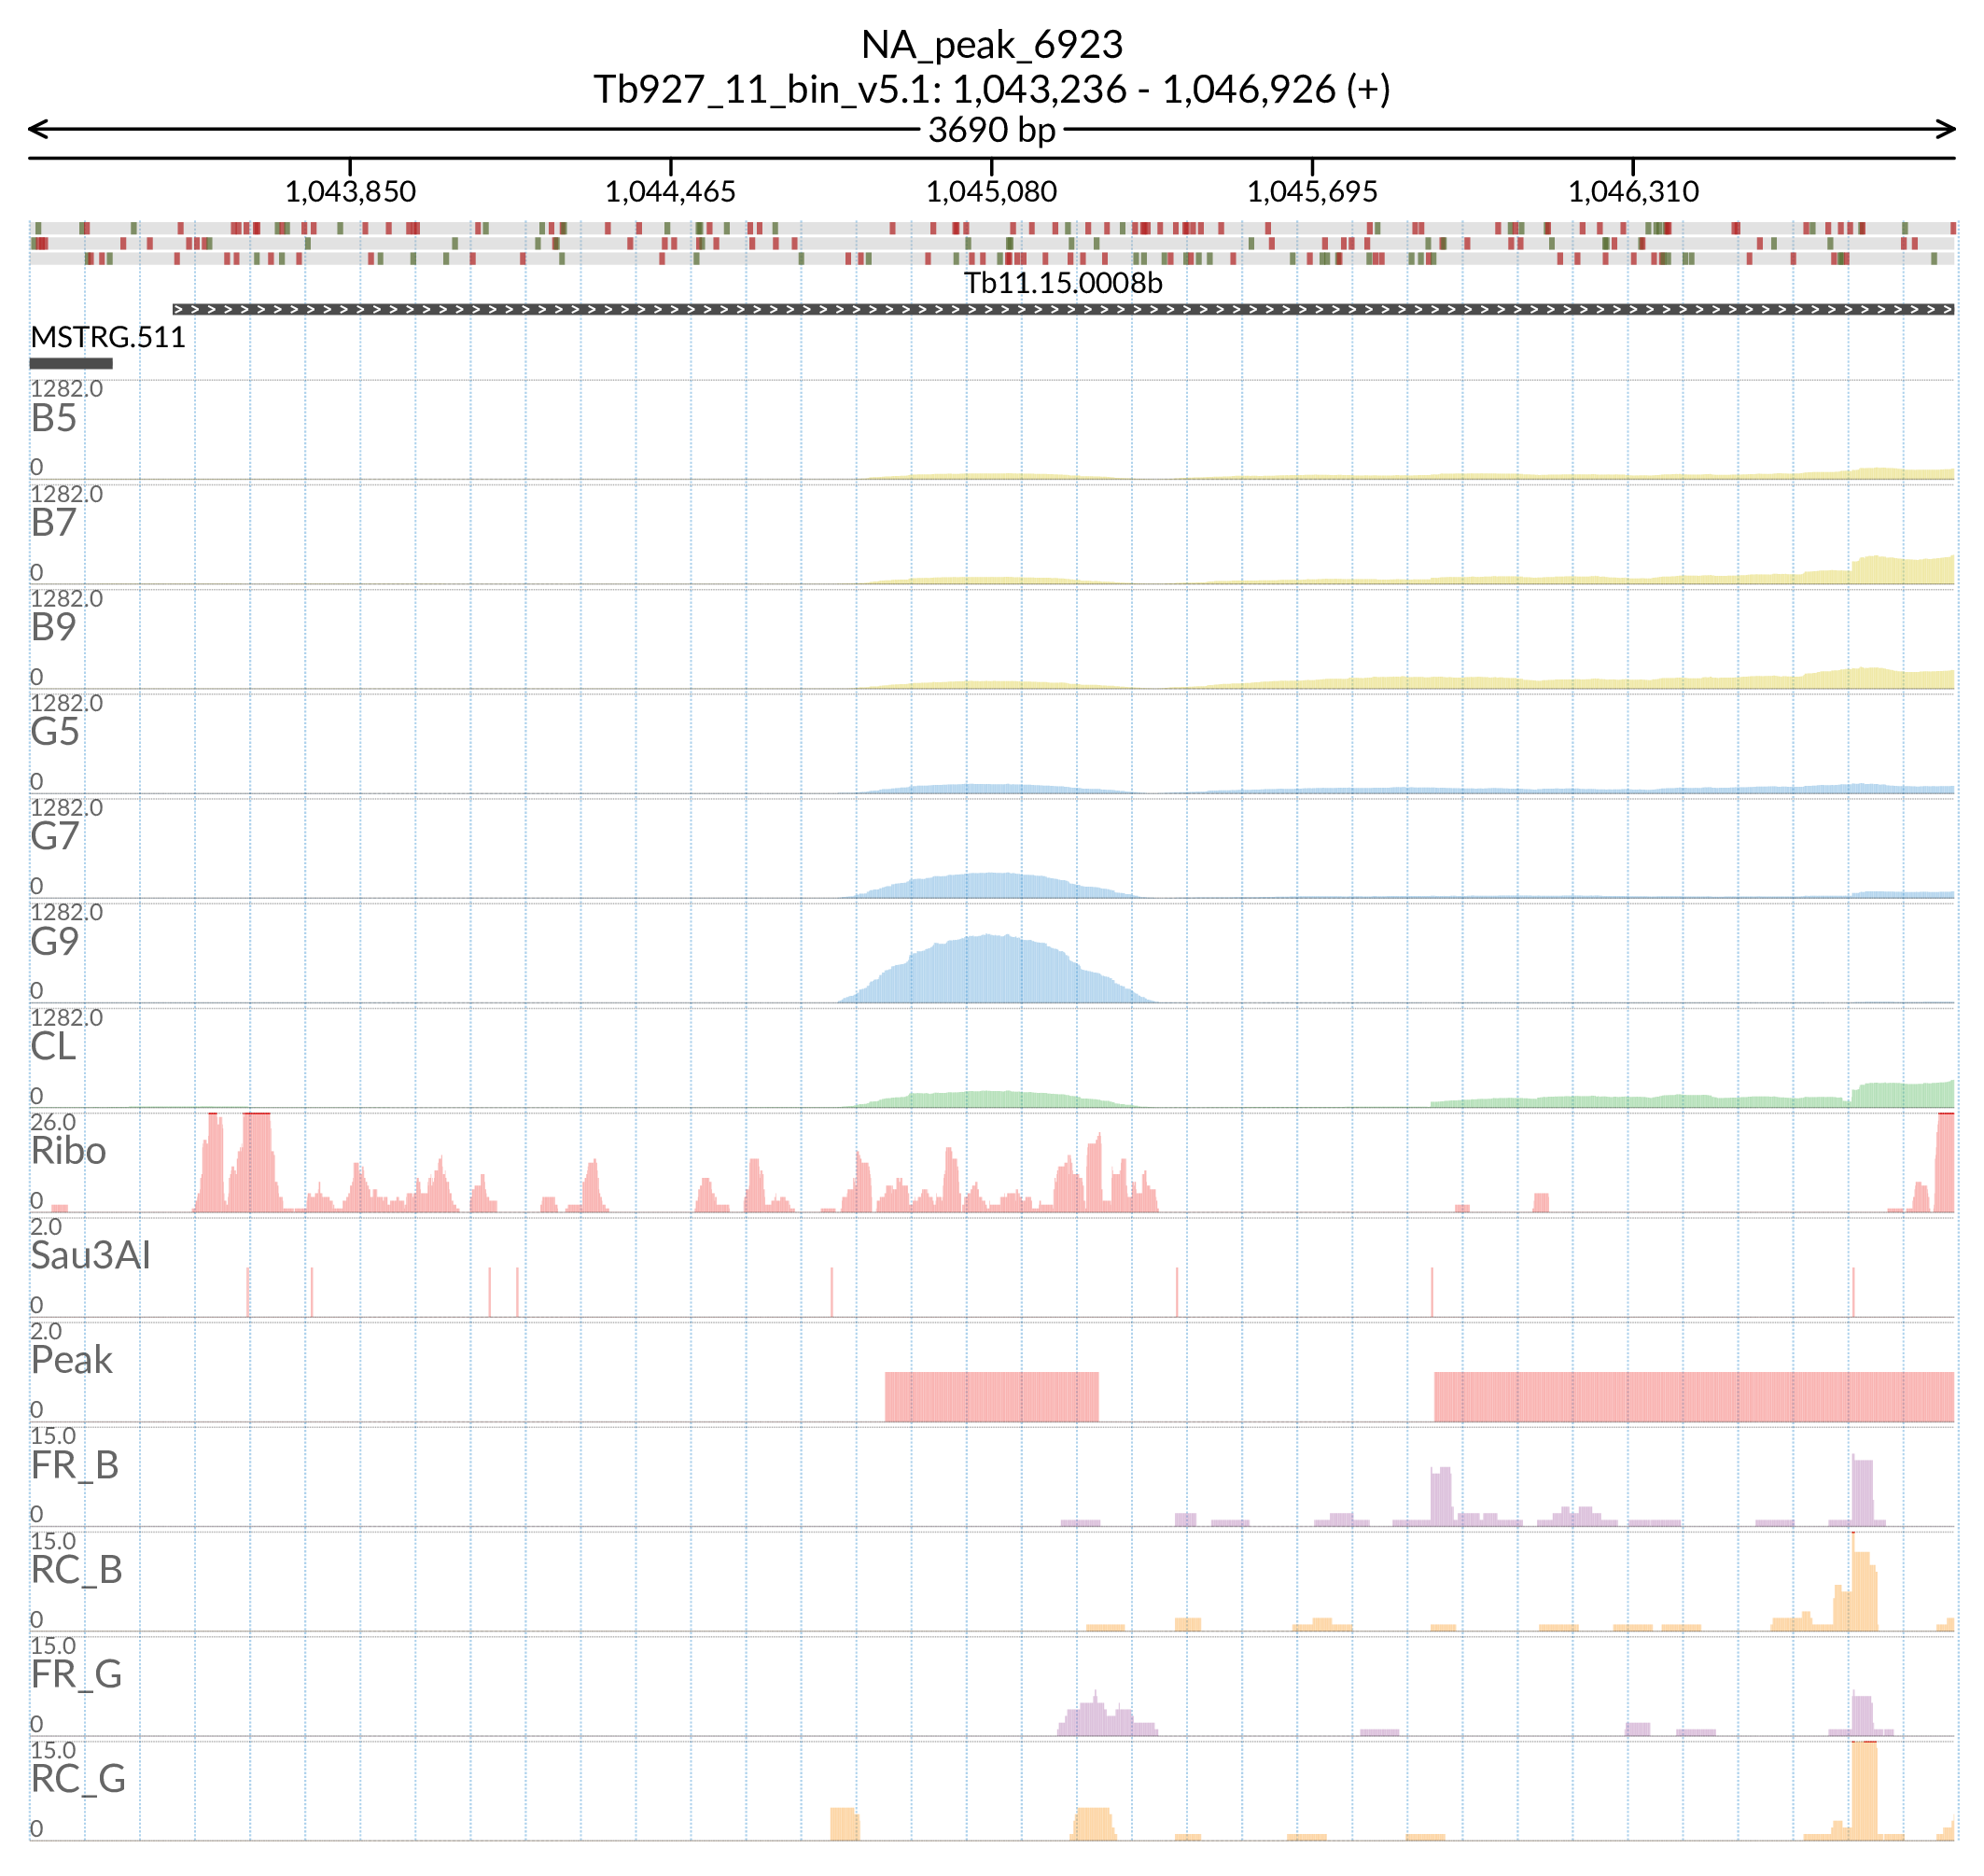 NA_peak_6923
Tb927_11_bin_v5.1: 1,043,236 - 1,046,926 (+)
3690 bp
1,043,850 1,044,465 1,045,080 1,045,695 1,046,310
Tb11.15.0008b
MSTRG.511
1282.0
B5
0
1282.0
B7
0
1282.0
B9
0
1282.0
G5
0
1282.0
G7
0
1282.0
G9
0
1282.0
CL
0
26.0
Ribo
0
2.0
Sau3AI
0
2.0
Peak
0
15.0
FR_B
0
15.0
RC_B
0
15.0
FR_G
0
15.0
RC_G
0